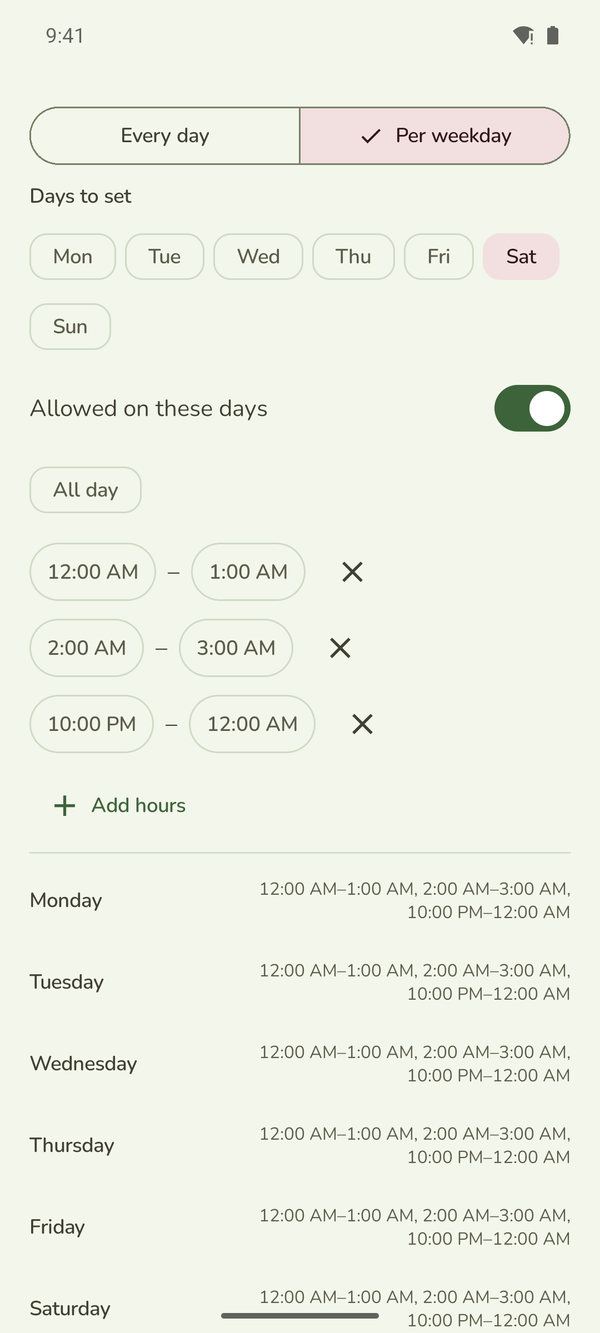 9:41
Every day
Per weekday
Days to set
Mon Tue Wed Thu Fri Sat
Sun
Allowed on these days
All day
12:00 AM – 1:00 AM
2:00 AM – 3:00 AM
10:00 PM – 12:00 AM
Add hours
Monday 12:00 AM–1:00 AM, 2:00 AM–3:00 AM,
10:00 PM–12:00 AM
Tuesday 12:00 AM–1:00 AM, 2:00 AM–3:00 AM,
10:00 PM–12:00 AM
Wednesday 12:00 AM–1:00 AM, 2:00 AM–3:00 AM,
10:00 PM–12:00 AM
Thursday 12:00 AM–1:00 AM, 2:00 AM–3:00 AM,
10:00 PM–12:00 AM
Friday 12:00 AM–1:00 AM, 2:00 AM–3:00 AM,
10:00 PM–12:00 AM
Saturday 12:00 AM–1:00 AM, 2:00 AM–3:00 AM,
10:00 PM–12:00 AM